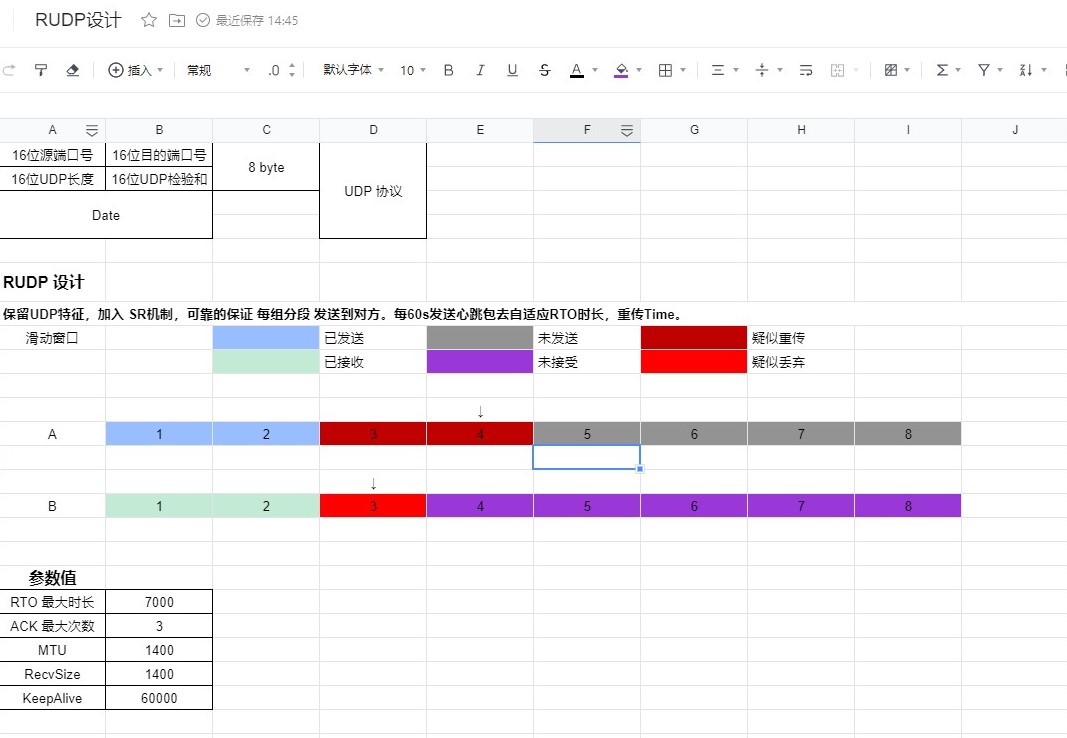 RUDP设计 最近保存 14:45
插入 常规 .0 默认字体 10 B I U S A
A B C D E F G H I J
16位源端口号 16位目的端口号 8 byte UDP 协议
16位UDP长度 16位UDP检验和
Date
RUDP 设计
保留UDP特征，加入 SR机制，可靠的保证 每组分段 发送到对方。每60s发送心跳包去自适应RTO时长，重传Time。
滑动窗口 已发送 未发送 疑似重传
已接收 未接受 疑似丢弃
↓
A 1 2 3 4 5 6 7 8
↓
B 1 2 3 4 5 6 7 8
参数值
RTO 最大时长 7000
ACK 最大次数 3
MTU 1400
RecvSize 1400
KeepAlive 60000